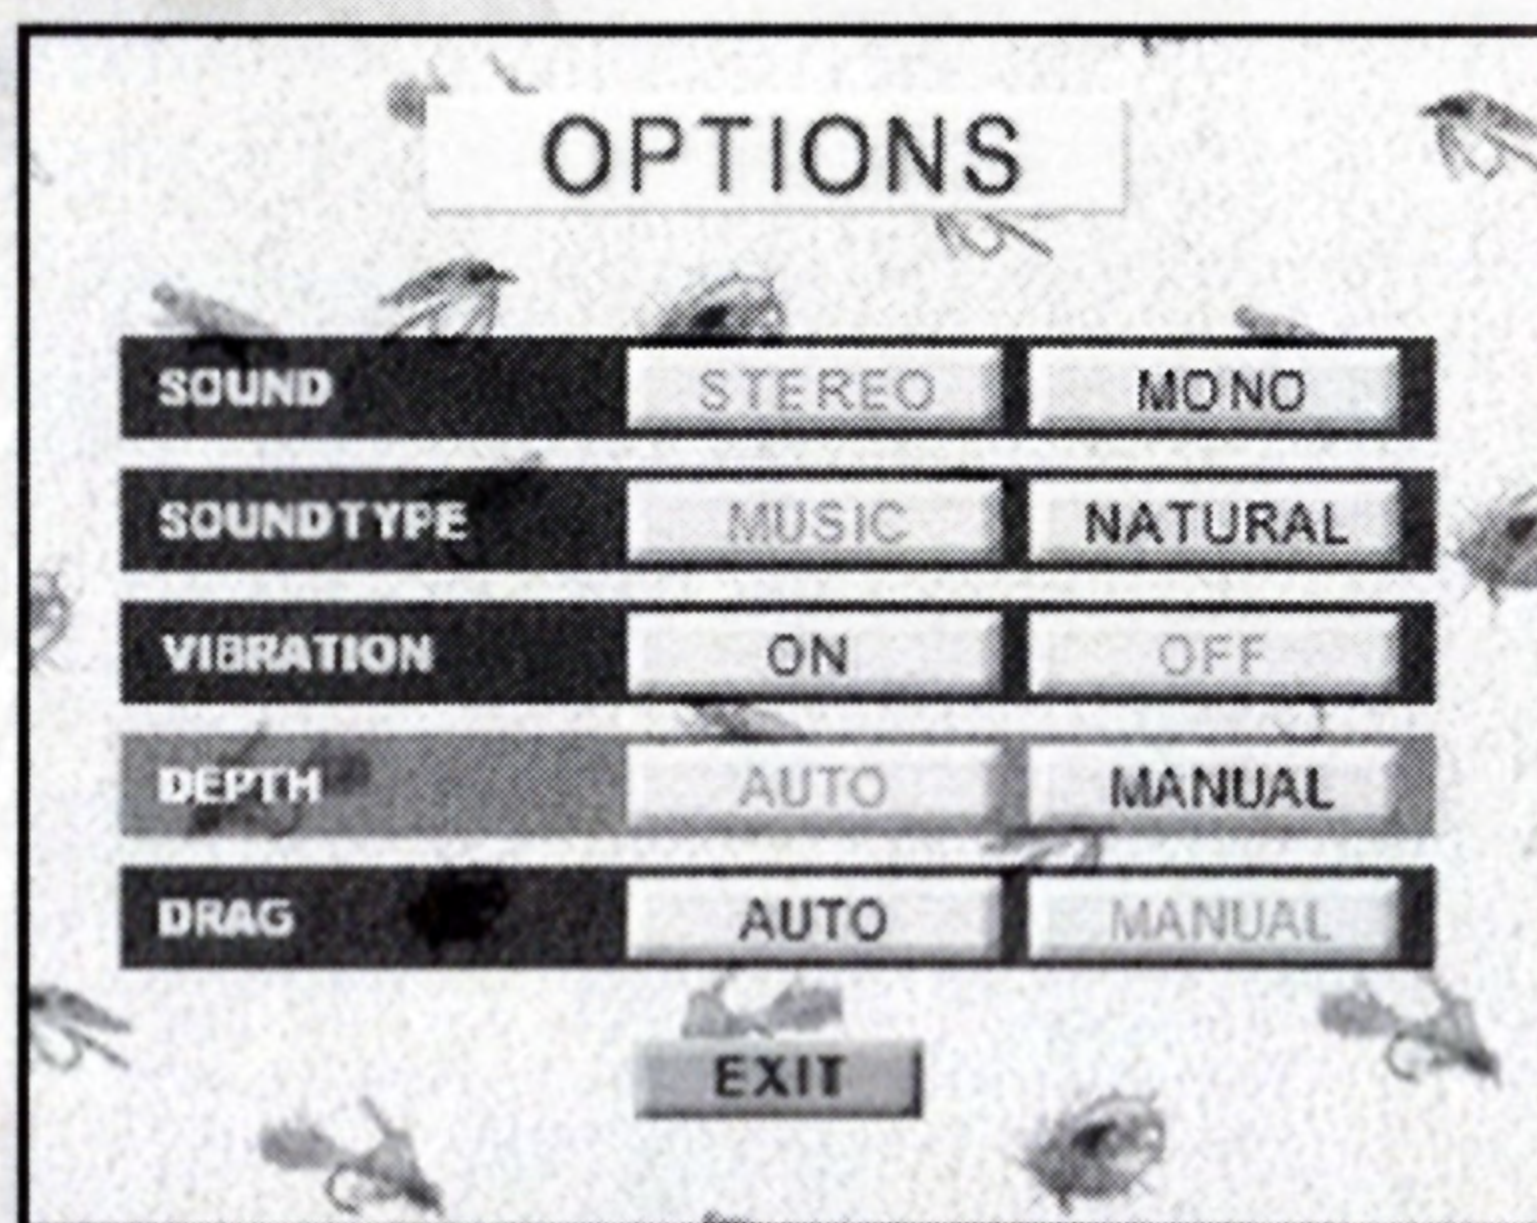 OPTIONS
SOUND STEREO MONO
SOUNDTYPE MUSIC NATURAL
VIBRATION ON OFF
DEPTH AUTO MANUAL
DRAG AUTO MANUAL
EXIT